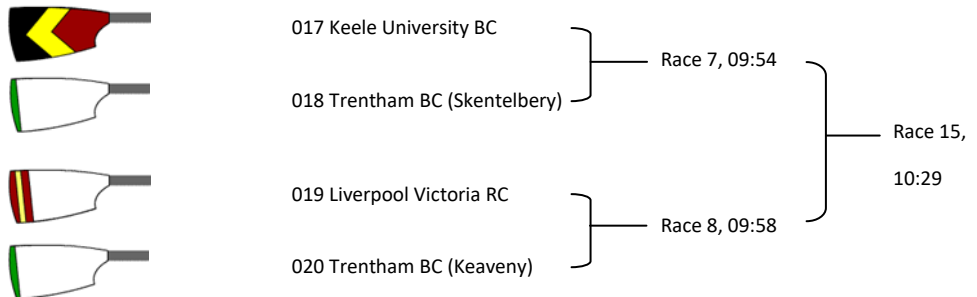 017 Keele University BC
Race 7, 09:54
018 Trentham BC (Skentelbery)
Race 15,
10:29
019 Liverpool Victoria RC
Race 8, 09:58
020 Trentham BC (Keaveny)